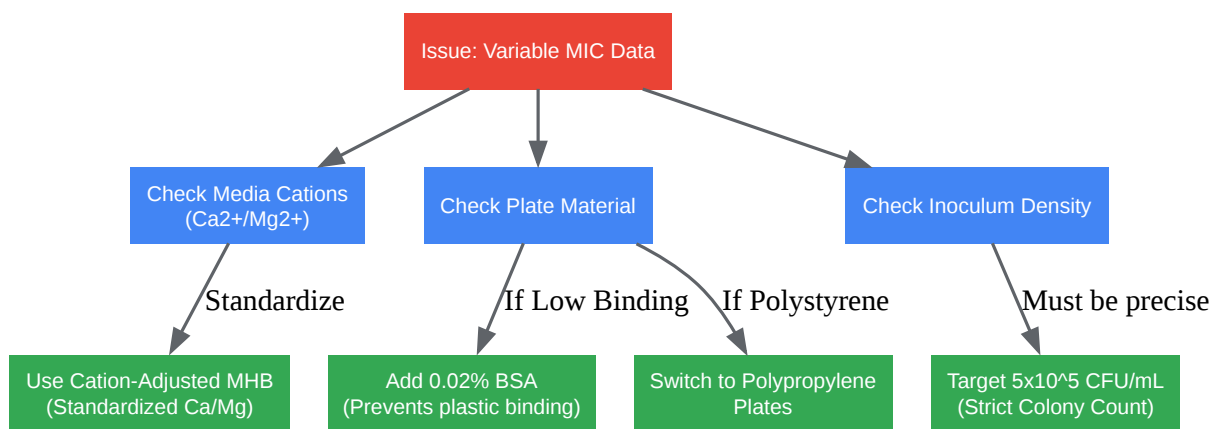 Issue: Variable MIC Data
Check Media Cations
(Ca2+/Mg2+)
Check Plate Material
Check Inoculum Density
Standardize
If Low Binding
If Polystyrene
Must be precise
Use Cation-Adjusted MHB
(Standardized Ca/Mg)
Add 0.02% BSA
(Prevents plastic binding)
Switch to Polypropylene
Plates
Target 5x10^5 CFU/mL
(Strict Colony Count)